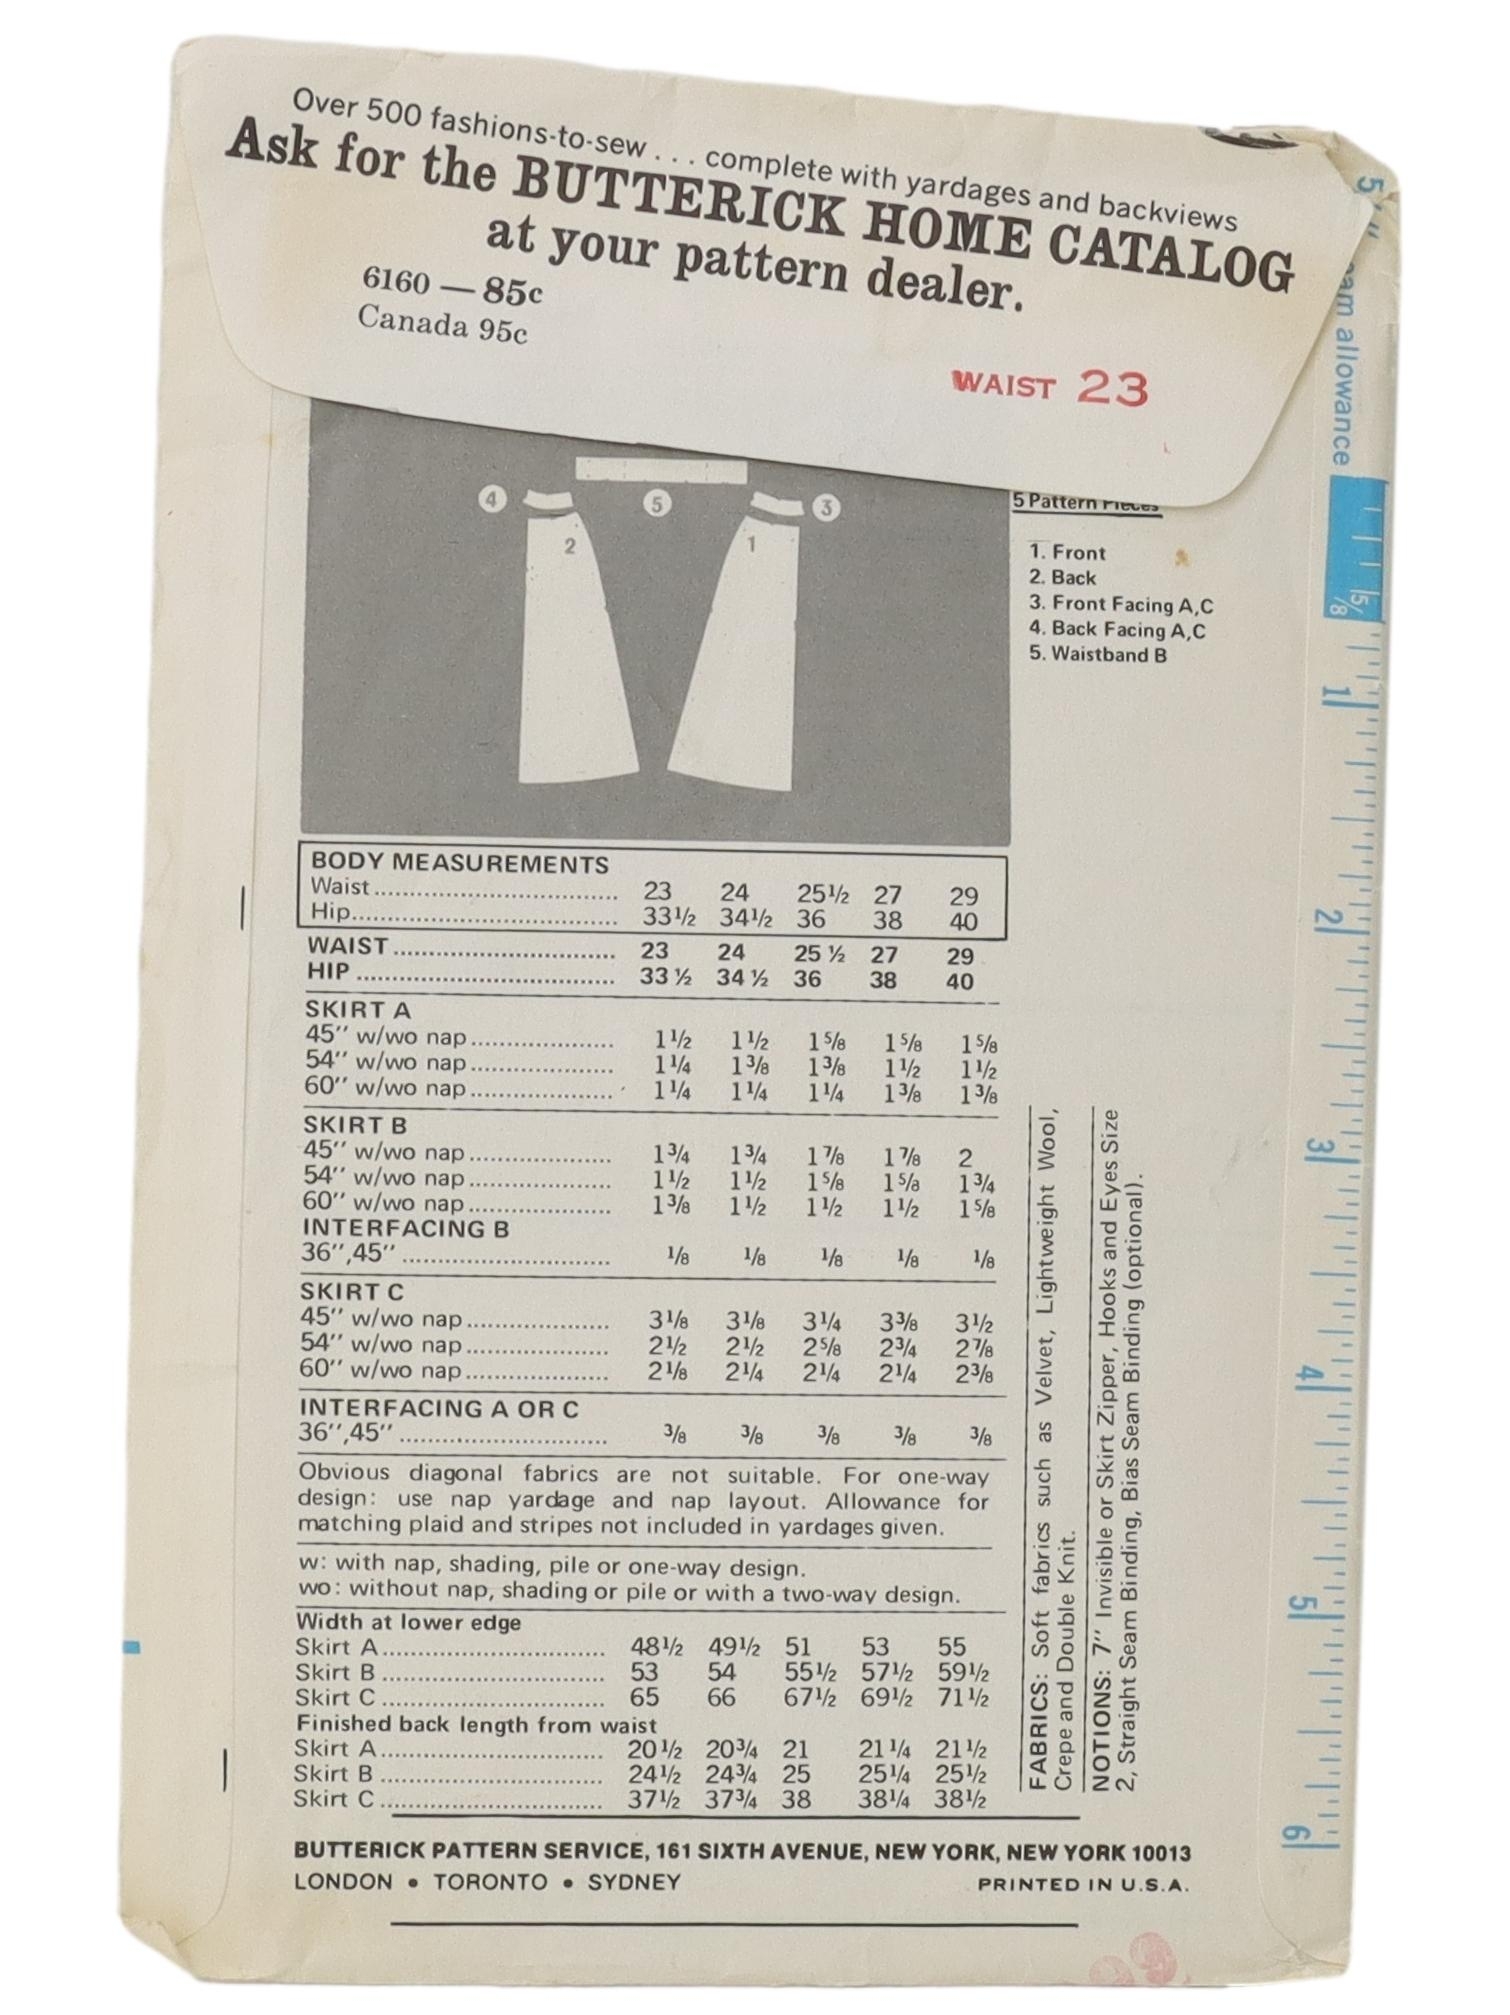 Over 500 fashions-to-sew . . . complete with yardages and backviews
Ask for the BUTTERICK HOME CATALOG
at your pattern dealer.
6160 — 85c
Canada 95c
WAIST 23
4 5 3
2 1
5 Pattern Pieces
1. Front
2. Back
3. Front Facing A,C
4. Back Facing A,C
5. Waistband B
BODY MEASUREMENTS
Waist 23 24 25½ 27 29
Hip 33½ 34½ 36 38 40
WAIST 23 24 25 ½ 27 29
HIP 33 ½ 34 ½ 36 38 40
SKIRT A
45'' w/wo nap 1½ 1½ 1⅝ 1⅝ 1⅝
54'' w/wo nap 1¼ 1⅜ 1⅜ 1½ 1½
60'' w/wo nap 1¼ 1¼ 1¼ 1⅜ 1⅜
SKIRT B
45'' w/wo nap 1¾ 1¾ 1⅞ 1⅞ 2
54'' w/wo nap 1½ 1½ 1⅝ 1⅝ 1¾
60'' w/wo nap 1⅜ 1½ 1½ 1½ 1⅝
INTERFACING B
36'',45'' ⅛ ⅛ ⅛ ⅛ ⅛
SKIRT C
45'' w/wo nap 3⅛ 3⅛ 3¼ 3⅜ 3½
54'' w/wo nap 2½ 2½ 2⅝ 2¾ 2⅞
60'' w/wo nap 2⅛ 2¼ 2¼ 2¼ 2⅜
INTERFACING A OR C
36'',45'' ⅜ ⅜ ⅜ ⅜ ⅜
Obvious diagonal fabrics are not suitable. For one-way
design: use nap yardage and nap layout. Allowance for
matching plaid and stripes not included in yardages given.
w: with nap, shading, pile or one-way design.
wo: without nap, shading or pile or with a two-way design.
Width at lower edge
Skirt A 48½ 49½ 51 53 55
Skirt B 53 54 55½ 57½ 59½
Skirt C 65 66 67½ 69½ 71½
Finished back length from waist
Skirt A 20½ 20¾ 21 21¼ 21½
Skirt B 24½ 24¾ 25 25¼ 25½
Skirt C 37½ 37¾ 38 38¼ 38½
FABRICS: Soft fabrics such as Velvet, Lightweight Wool,
Crepe and Double Knit.
NOTIONS: 7'' Invisible or Skirt Zipper, Hooks and Eyes Size
2, Straight Seam Binding, Bias Seam Binding (optional).
BUTTERICK PATTERN SERVICE, 161 SIXTH AVENUE, NEW YORK, NEW YORK 10013
LONDON • TORONTO • SYDNEY
PRINTED IN U.S.A.
allowance
5/8
1
2
3
4
5
6